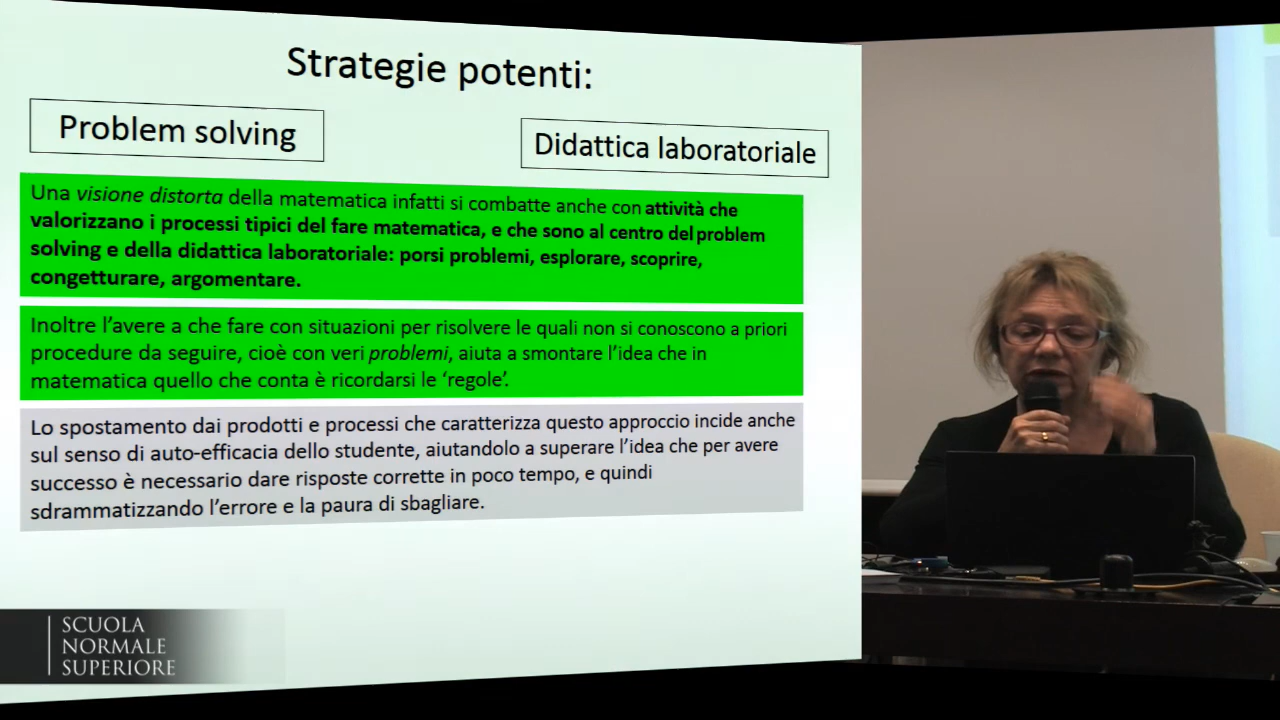 Strategie potenti:
Problem solving
Didattica laboratoriale
Una visione distorta della matematica infatti si combatte anche con attività che
valorizzano i processi tipici del fare matematica, e che sono al centro del problem
solving e della didattica laboratoriale: porsi problemi, esplorare, scoprire,
congetturare, argomentare.
Inoltre l'avere a che fare con situazioni per risolvere le quali non si conoscono a priori
procedure da seguire, cioè con veri problemi, aiuta a smontare l'idea che in
matematica quello che conta è ricordarsi le 'regole'.
Lo spostamento dai prodotti e processi che caratterizza questo approccio incide anche
sul senso di auto-efficacia dello studente, aiutandolo a superare l'idea che per avere
successo è necessario dare risposte corrette in poco tempo, e quindi
sdrammatizzando l'errore e la paura di sbagliare.
SCUOLA
NORMALE
SUPERIORE